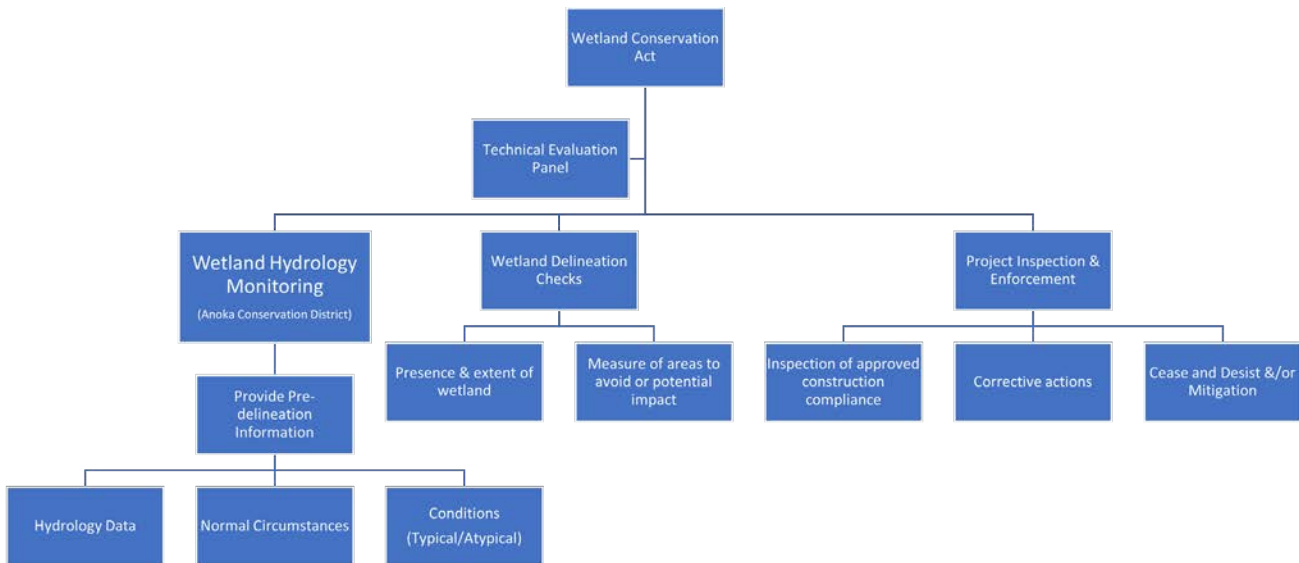 Wetland Conservation
Act
Technical Evaluation
Panel
Wetland Hydrology
Monitoring
(Anoka Conservation District)
Wetland Delineation
Checks
Project Inspection &
Enforcement
Presence & extent of
wetland
Measure of areas to
avoid or potential
impact
Inspection of approved
construction
compliance
Corrective actions
Cease and Desist &/or
Mitigation
Provide Pre-
delineation
Information
Hydrology Data
Normal Circumstances
Conditions
(Typical/Atypical)